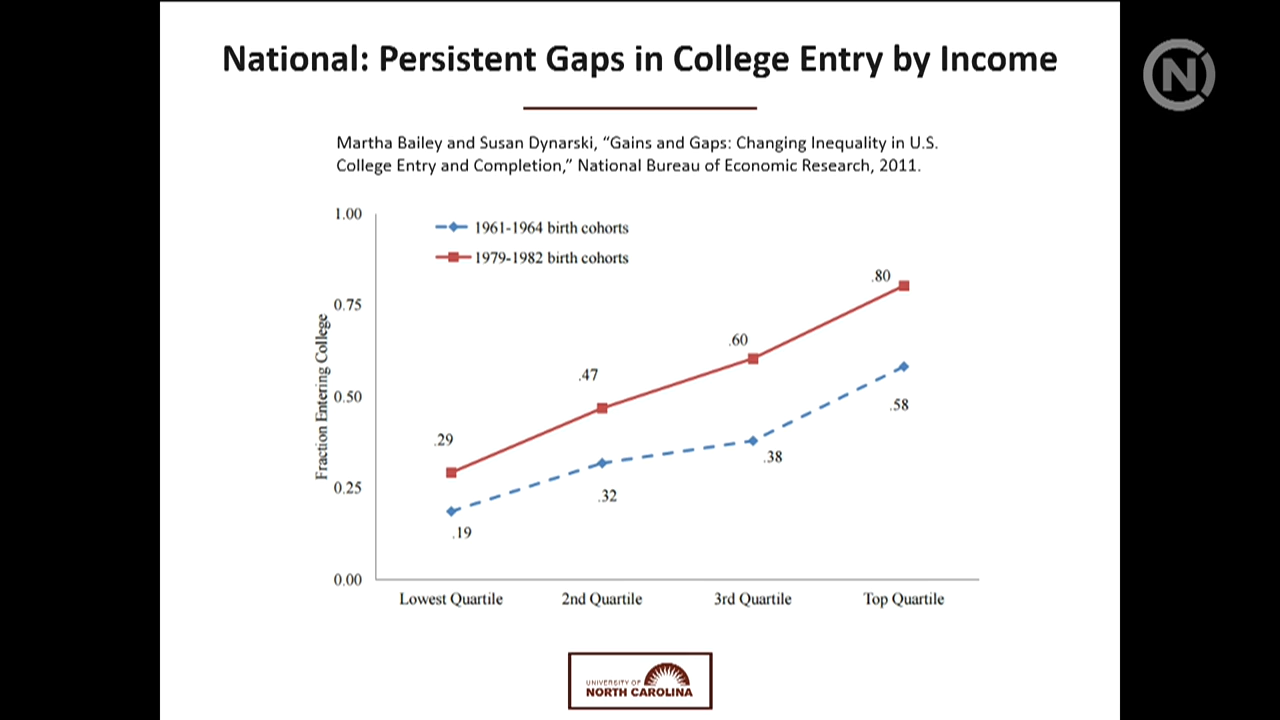 National: Persistent Gaps in College Entry by Income
Martha Bailey and Susan Dynarski, “Gains and Gaps: Changing Inequality in U.S.
College Entry and Completion,” National Bureau of Economic Research, 2011.
1.00
1961-1964 birth cohorts
1979-1982 birth cohorts
.80
0.75
.60
.47
0.50
.58
.29
.38
0.25
.32
.19
0.00
Fraction Entering College
Lowest Quartile 2nd Quartile 3rd Quartile Top Quartile
UNIVERSITY OF
NORTH CAROLINA
N